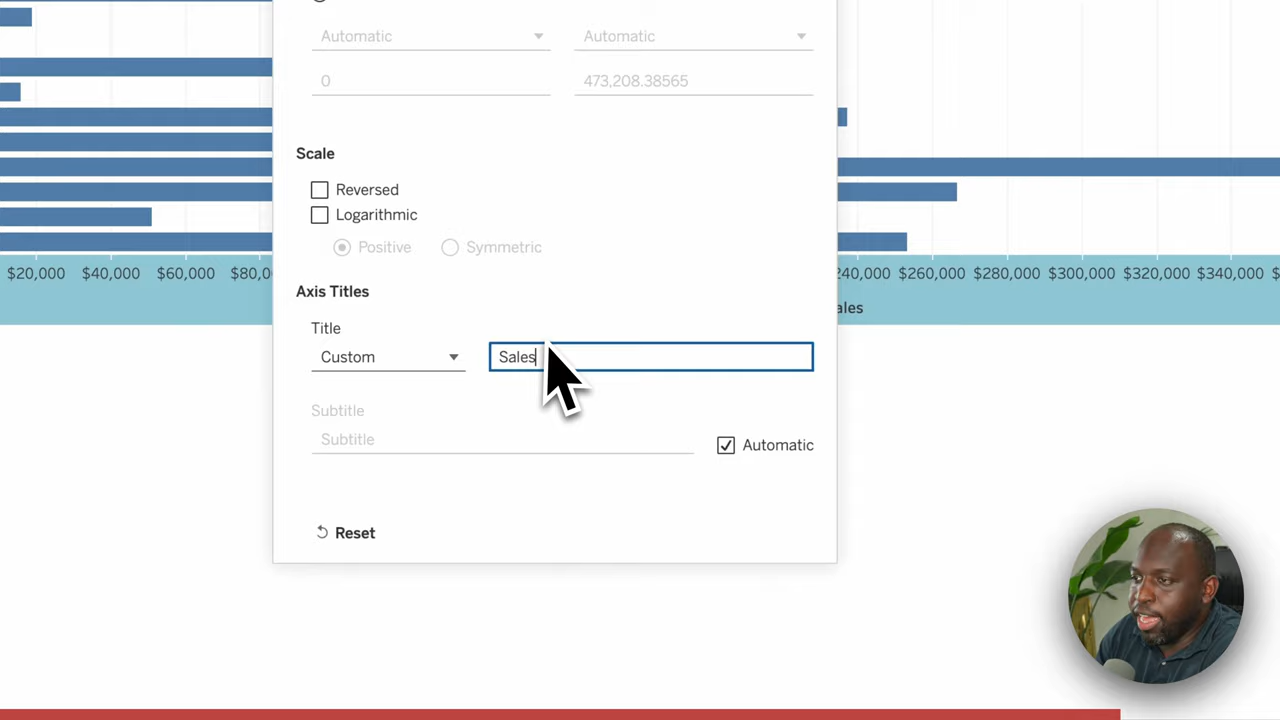 Automatic Automatic
0 473,208.38565
Scale
Reversed
Logarithmic
Positive Symmetric
$20,000 $40,000 $60,000 $80,0 240,000 $260,000 $280,000 $300,000 $320,000 $340,000 $
Axis Titles
ales
Title
Custom Sales
Subtitle
Subtitle Automatic
Reset